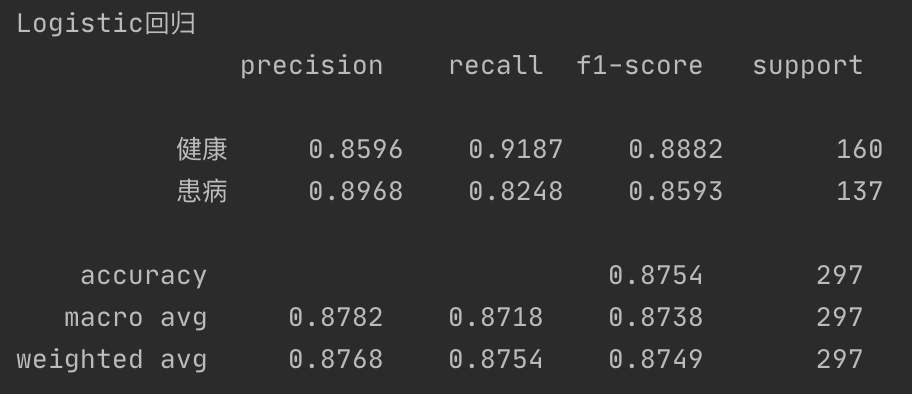 Logistic回归
precision recall f1-score support
健康 0.8596 0.9187 0.8882 160
患病 0.8968 0.8248 0.8593 137
accuracy 0.8754 297
macro avg 0.8782 0.8718 0.8738 297
weighted avg 0.8768 0.8754 0.8749 297